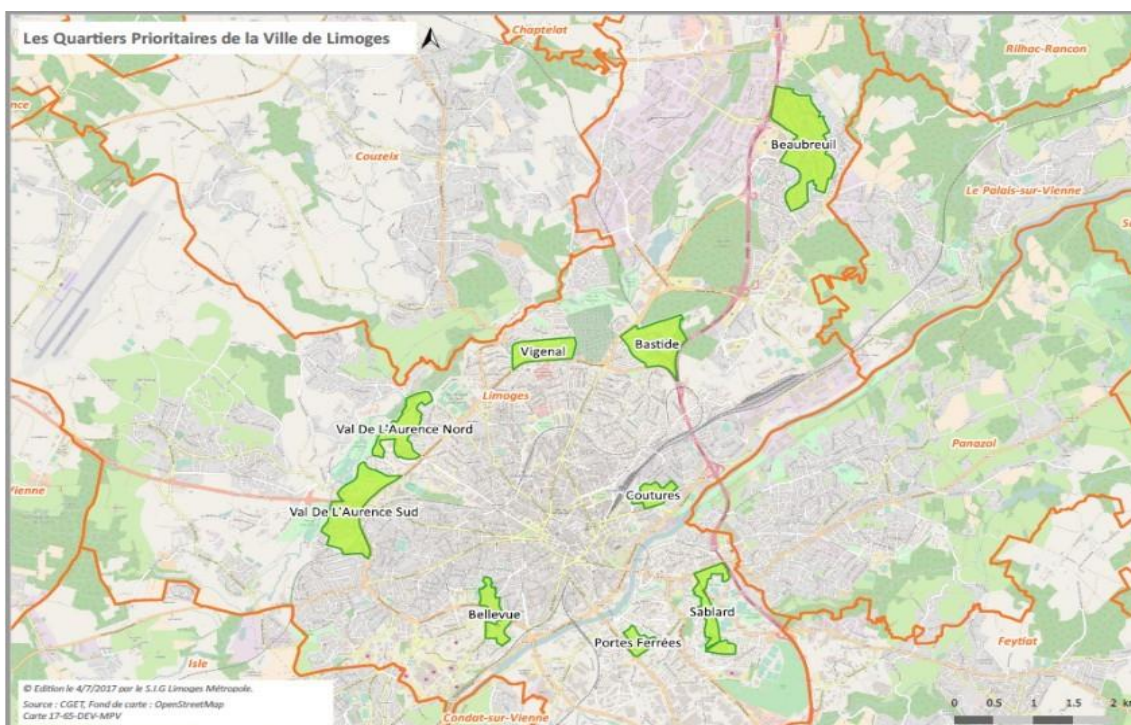 Les Quartiers Prioritaires de la Ville de Limoges
Chaptelat
Rilhac-Rancon
nce
Couzeix
Beaubreuil
Le Palais-sur-Vienne
Vigenal
Bastide
Limoges
Val De L'Aurence Nord
Panazol
Vienne
Coutures
Val De L'Aurence Sud
Bellevue
Sablard
Portes Ferrées
Feytiat
Isle
© Edition le 4/7/2017 par le S.I.G Limoges Métropole.
Source : CGET, Fond de carte : OpenStreetMap
Carte 17-65-DEV-MPV
Condat-sur-Vienne
0 0.5 1 1.5 2 k